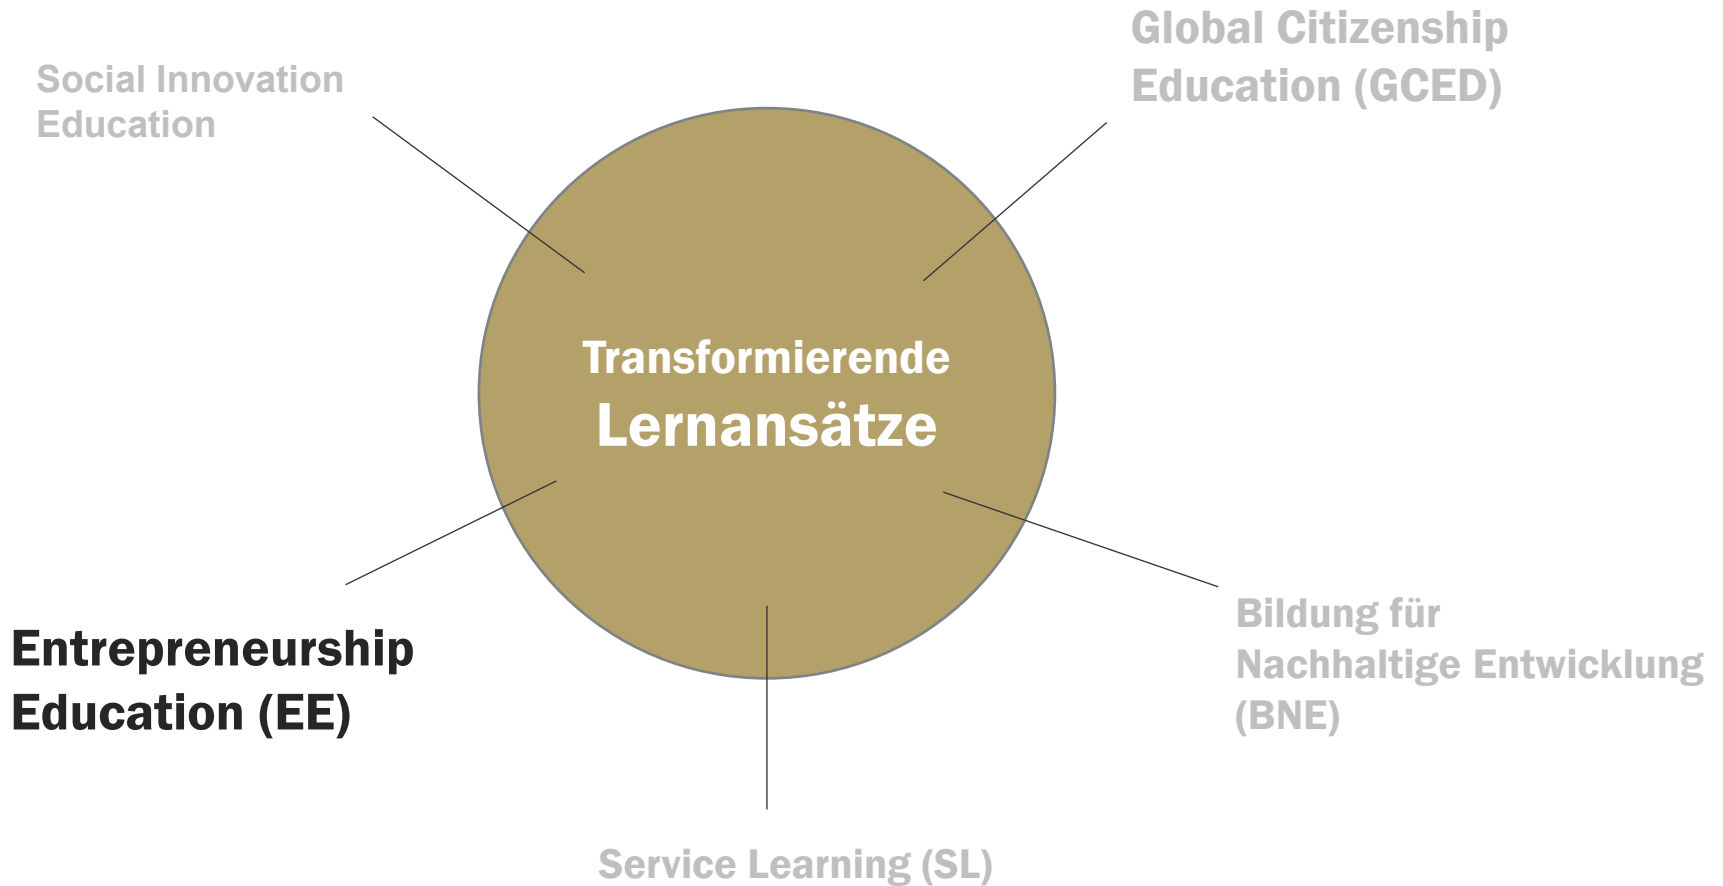 Global Citizenship
Education (GCED)
Social Innovation
Education
Transformierende
Lernansätze
Entrepreneurship
Education (EE)
Bildung für
Nachhaltige Entwicklung
(BNE)
Service Learning (SL)